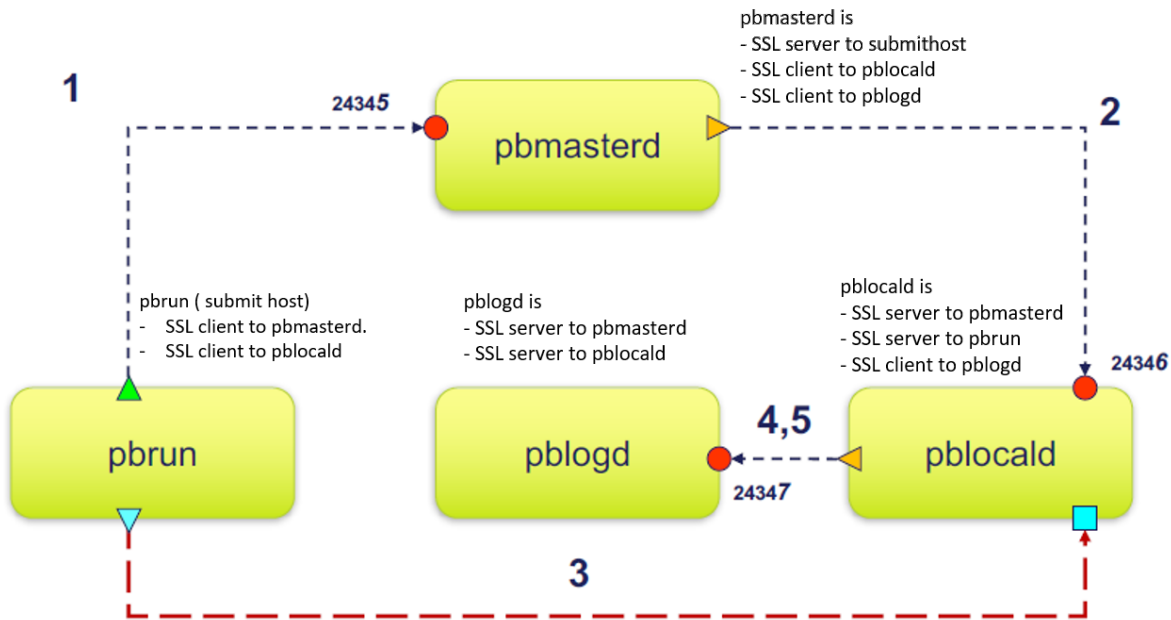 pbmasterd is
- SSL server to submithost
- SSL client to pblocald
- SSL client to pblogd
1
24345
2
pbmasterd
pbrun ( submit host)
- SSL client to pbmasterd.
- SSL client to pblocald
pblogd is
- SSL server to pbmasterd
- SSL server to pblocald
pblocald is
- SSL server to pbmasterd
- SSL server to pbrun
- SSL client to pblogd
24346
4,5
pbrun
pblogd
pblocald
24347
3